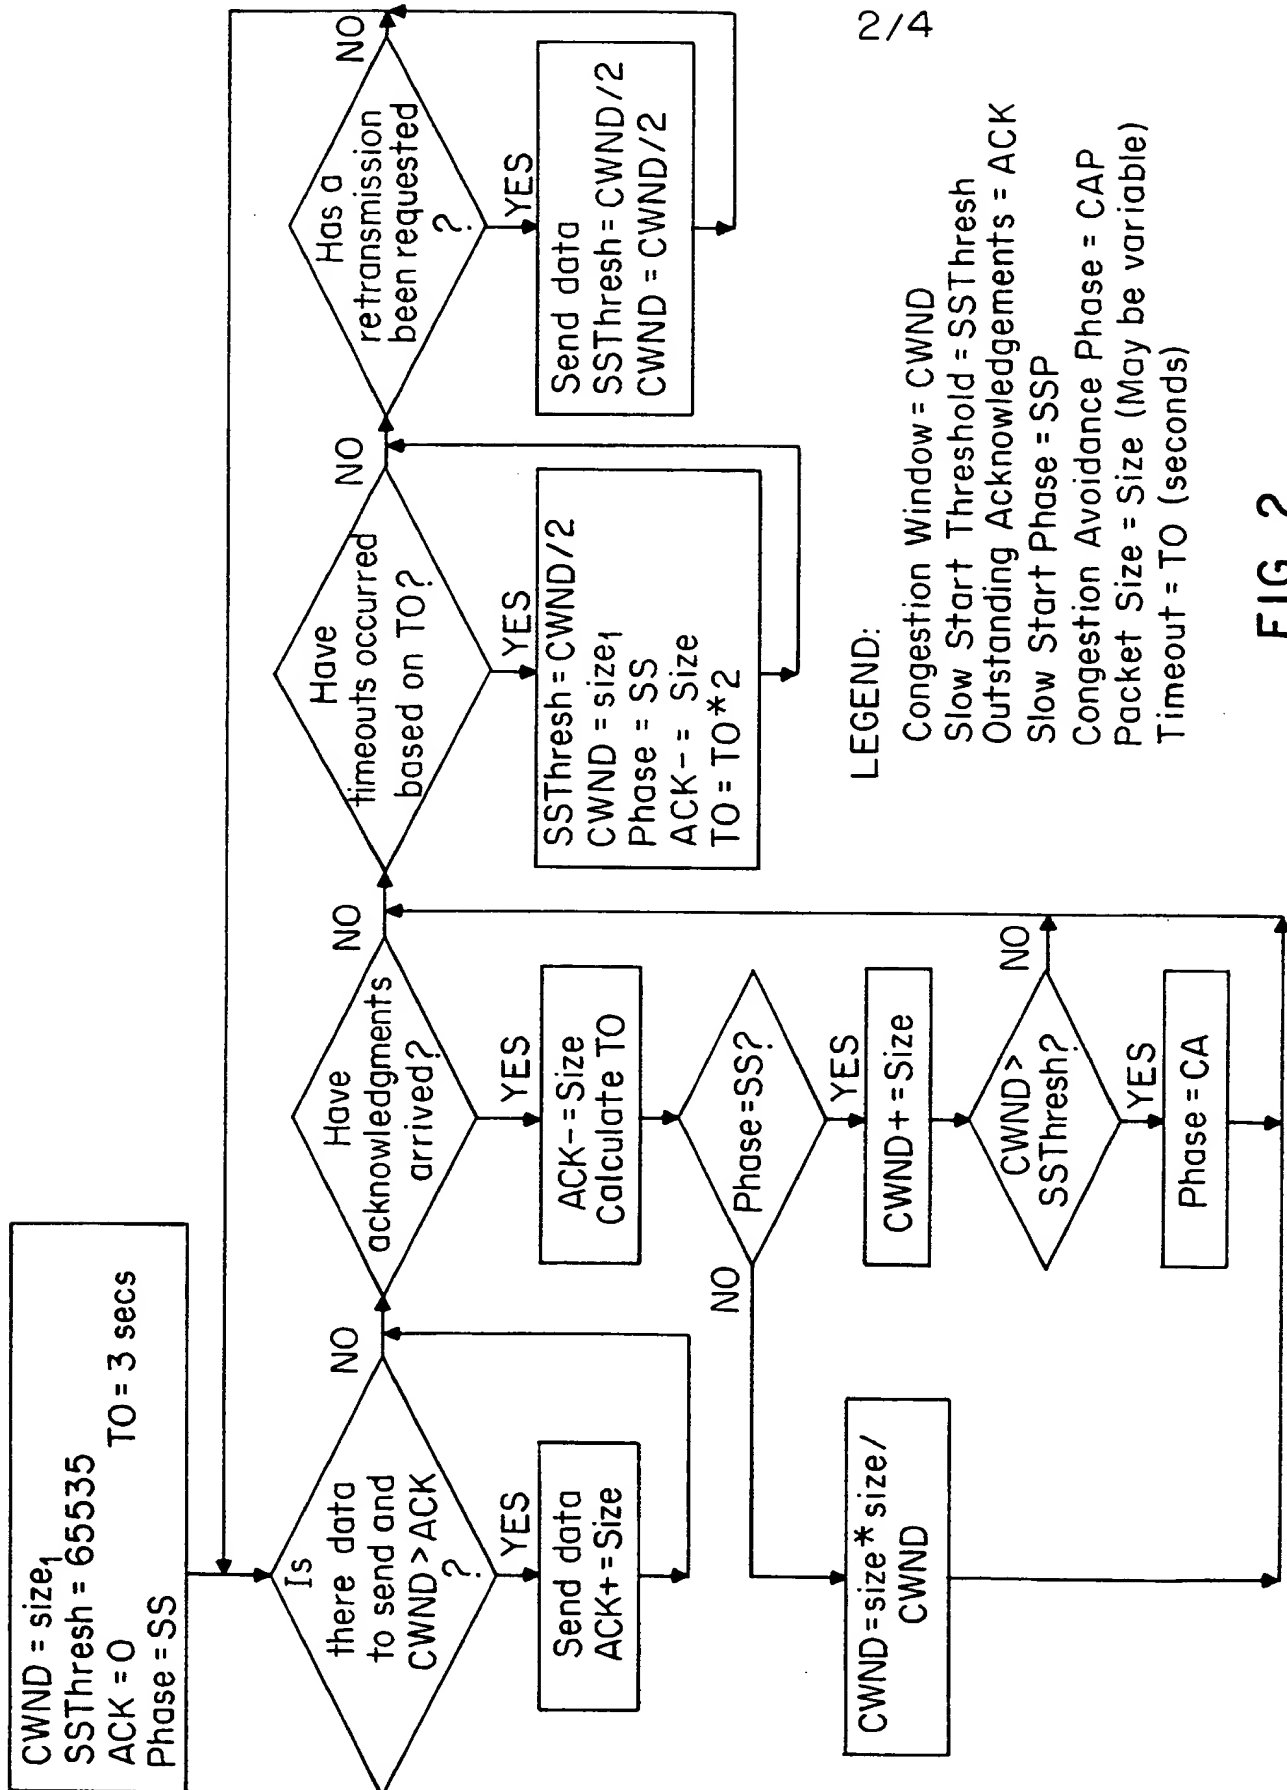 2/4
CWND = size1
SSThresh = 65535
ACK = 0
TO = 3 secs
Phase = SS
Is
there data
to send and
CWND > ACK
?
NO
YES
Send data
ACK+=Size
Have
acknowledgments
arrived?
NO
YES
ACK-=Size
Calculate TO
Phase=SS?
NO
YES
CWND+=Size
CWND>
SSThresh?
NO
YES
Phase=CA
CWND=size*size/
CWND
Have
timeouts occurred
based on TO?
NO
YES
SSThresh=CWND/2
CWND = size1
Phase = SS
ACK-= Size
TO = TO*2
Has a
retransmission
been requested
?
NO
YES
Send data
SSThresh= CWND/2
CWND = CWND/2
LEGEND:
Congestion Window = CWND
Slow Start Threshold = SSThresh
Outstanding Acknowledgements = ACK
Slow Start Phase = SSP
Congestion Avoidance Phase = CAP
Packet Size = Size (May be variable)
Timeout = TO (seconds)
FIG. 2